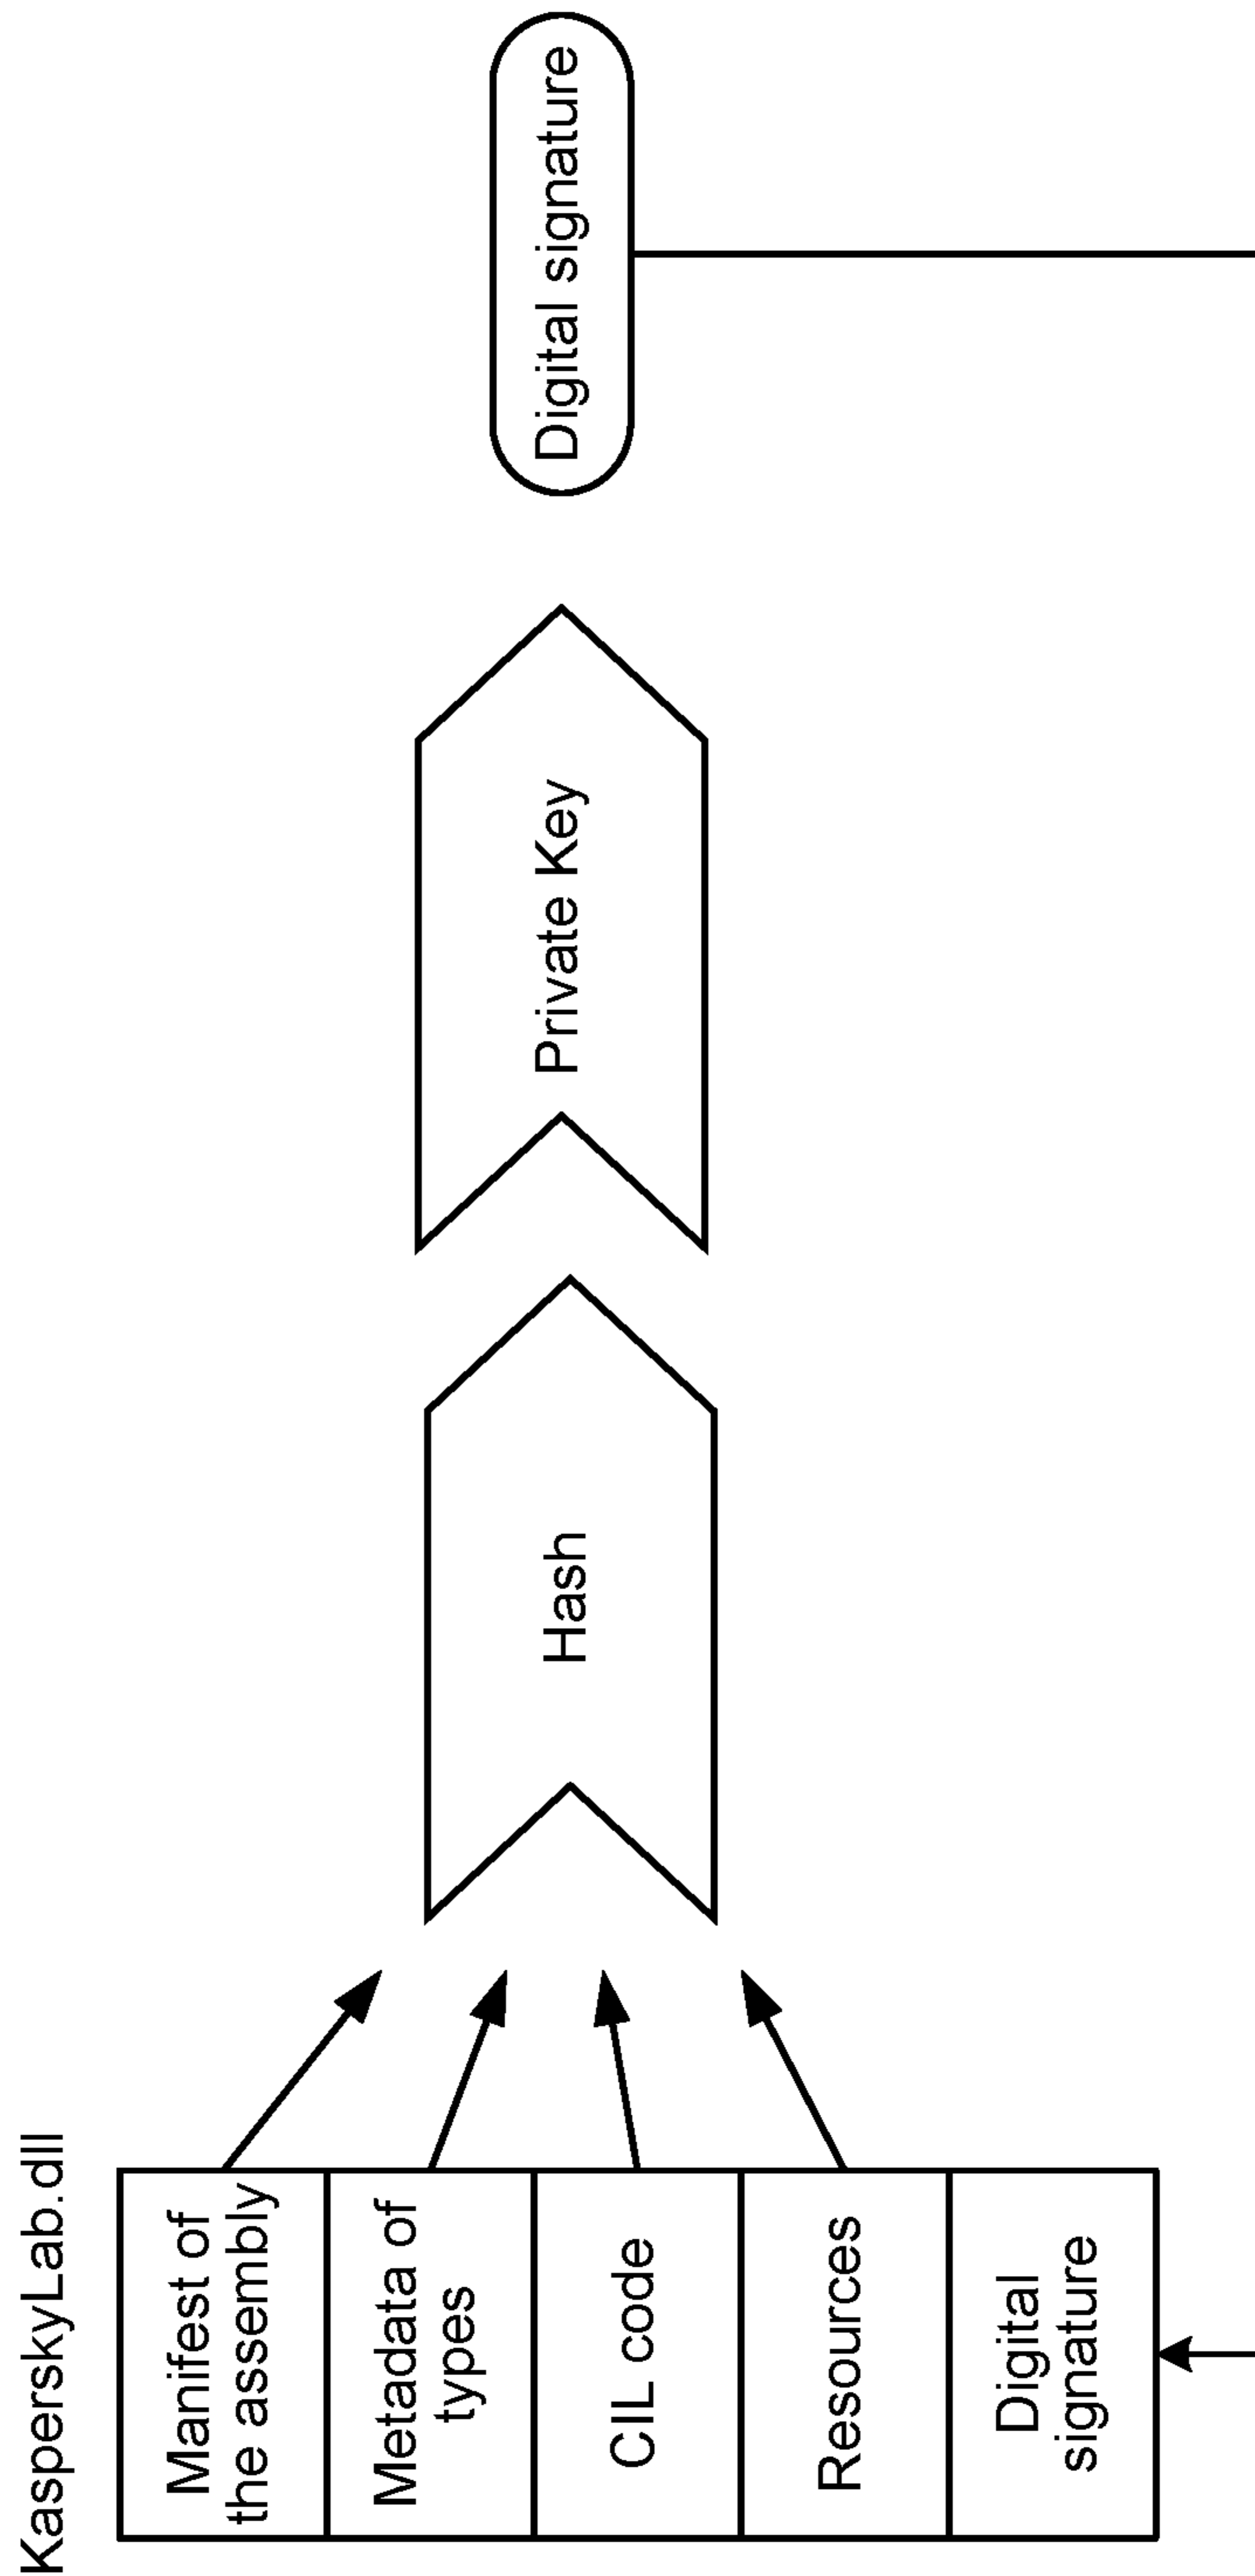 KasperskyLab.dll
Manifest of
the assembly
Metadata of
types
CIL code
Resources
Digital
signature
Hash
Private Key
Digital signature